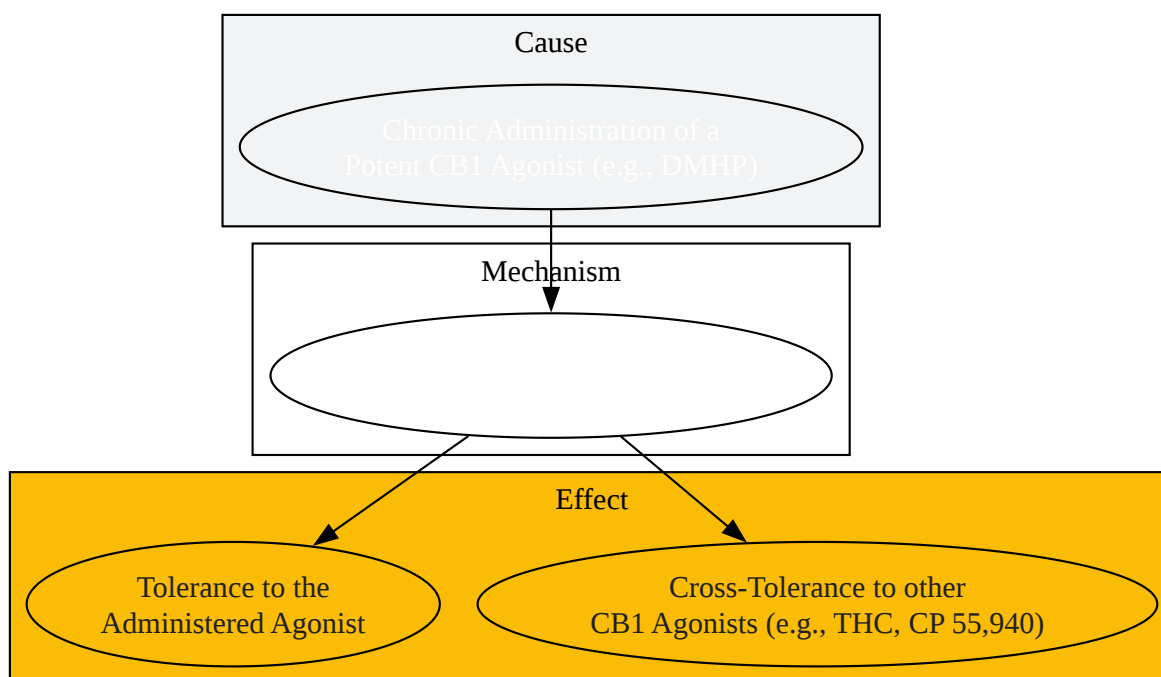 Cause
Chronic Administration of a
Potent CB1 Agonist (e.g., DMHP)
Mechanism
Effect
Tolerance to the
Administered Agonist
Cross-Tolerance to other
CB1 Agonists (e.g., THC, CP 55,940)